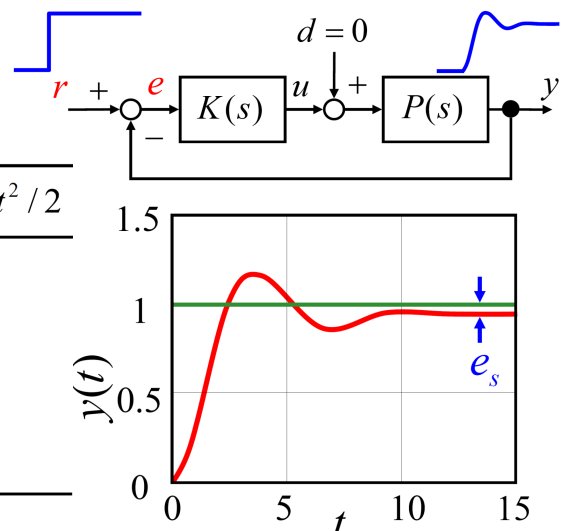 d = 0
r + e K(s) u + P(s) y
−
t² / 2
1.5
1
e_s
0.5
y(t)
0
0 5 10 15
t